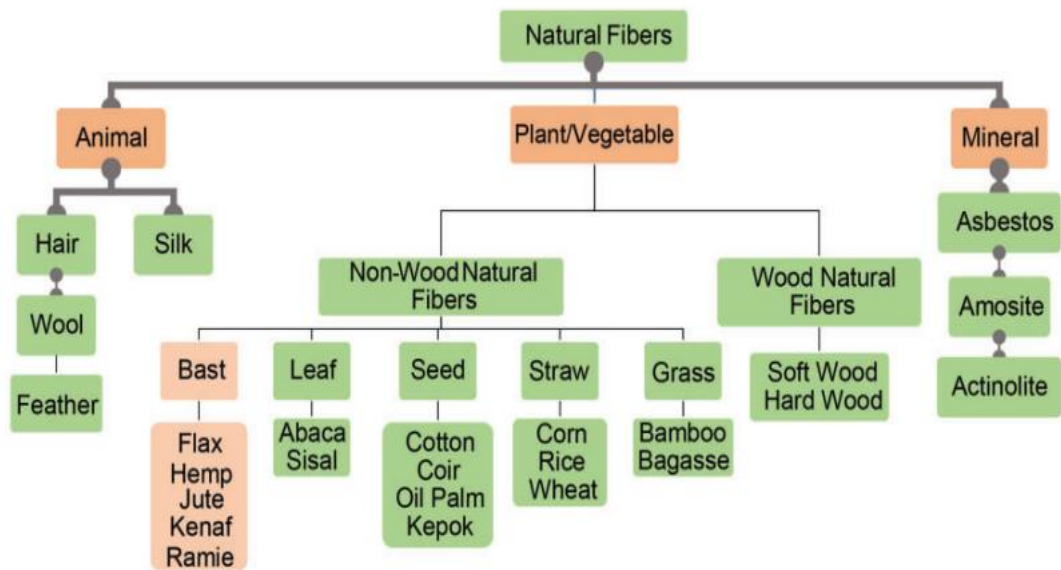 Natural Fibers
Animal
Plant/Vegetable
Mineral
Hair
Silk
Asbestos
Non-Wood Natural
Fibers
Wood Natural
Fibers
Wool
Amosite
Bast
Leaf
Seed
Straw
Grass
Soft Wood
Hard Wood
Feather
Actinolite
Flax
Hemp
Jute
Kenaf
Ramie
Abaca
Sisal
Cotton
Coir
Oil Palm
Kepok
Corn
Rice
Wheat
Bamboo
Bagasse